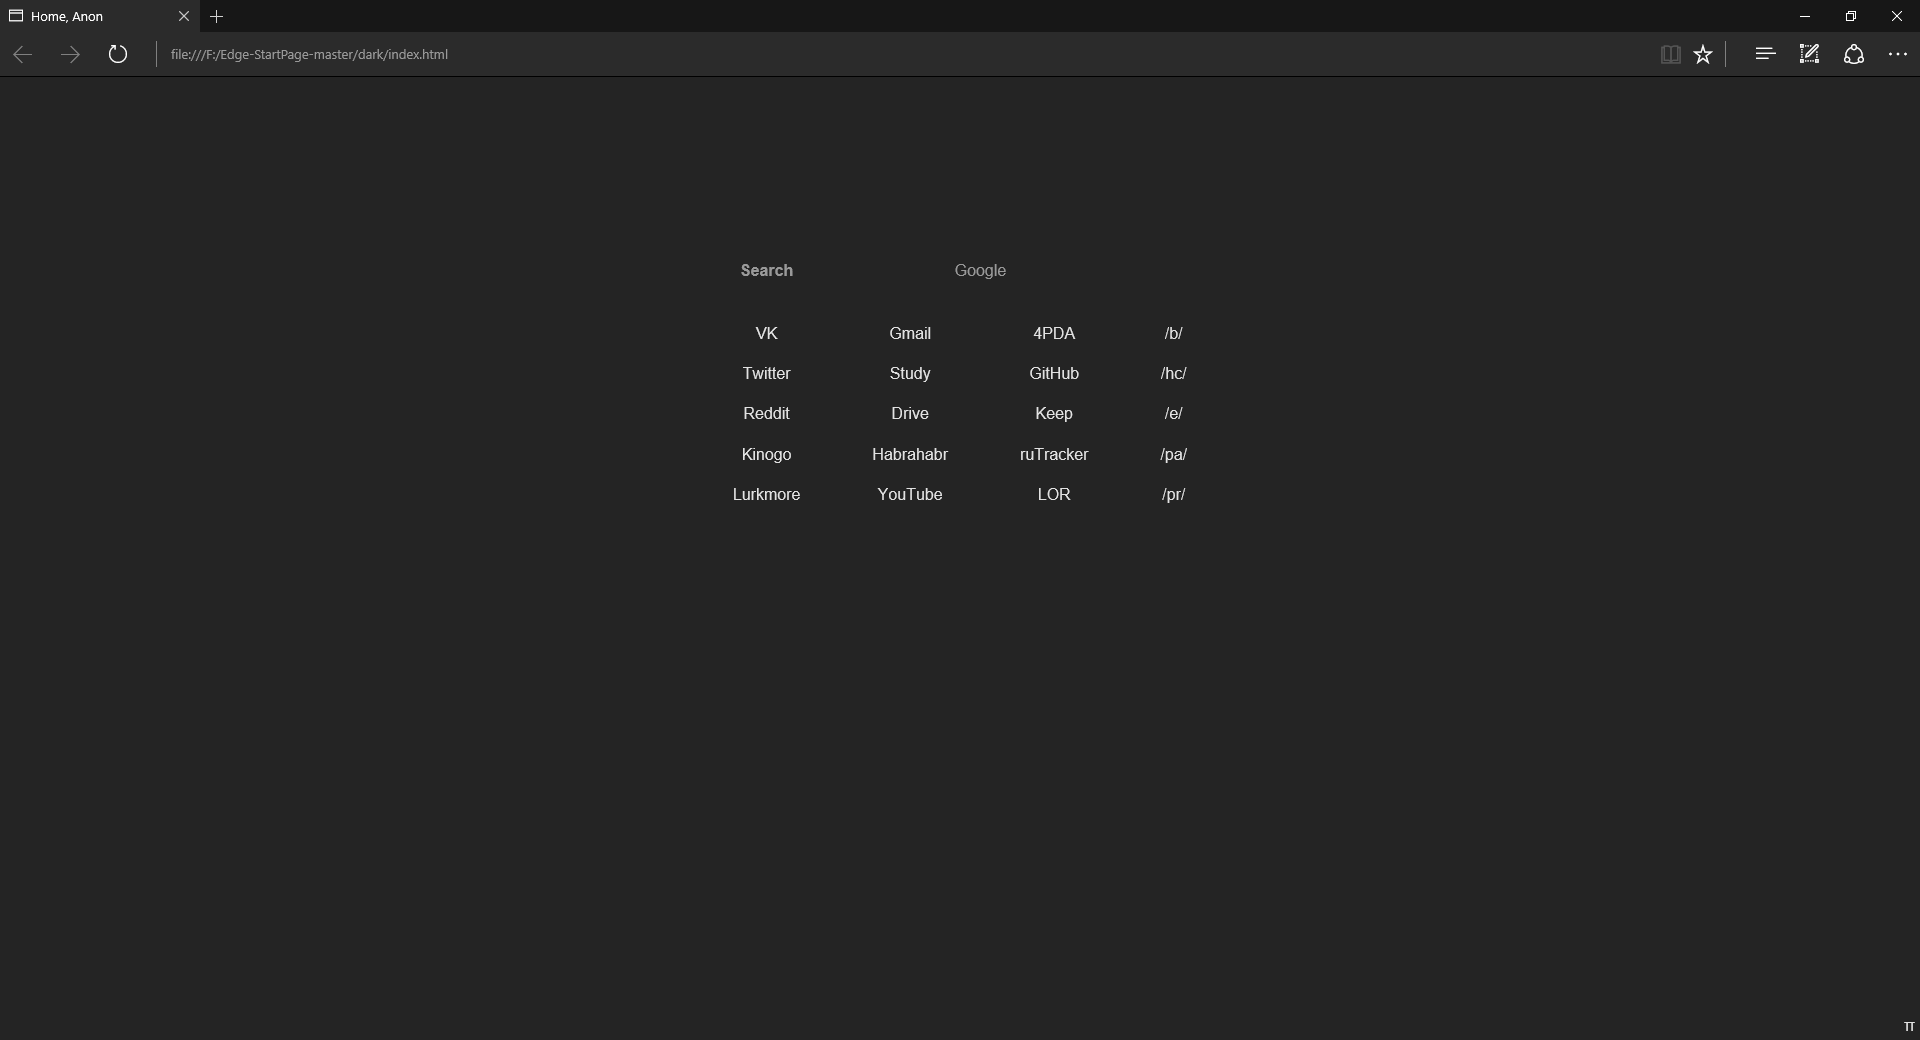 Home, Anon
file:///F:/Edge-StartPage-master/dark/index.html
Search Google
VK Gmail 4PDA /b/
Twitter Study GitHub /hc/
Reddit Drive Keep /e/
Kinogo Habrahabr ruTracker /pa/
Lurkmore YouTube LOR /pr/
TT